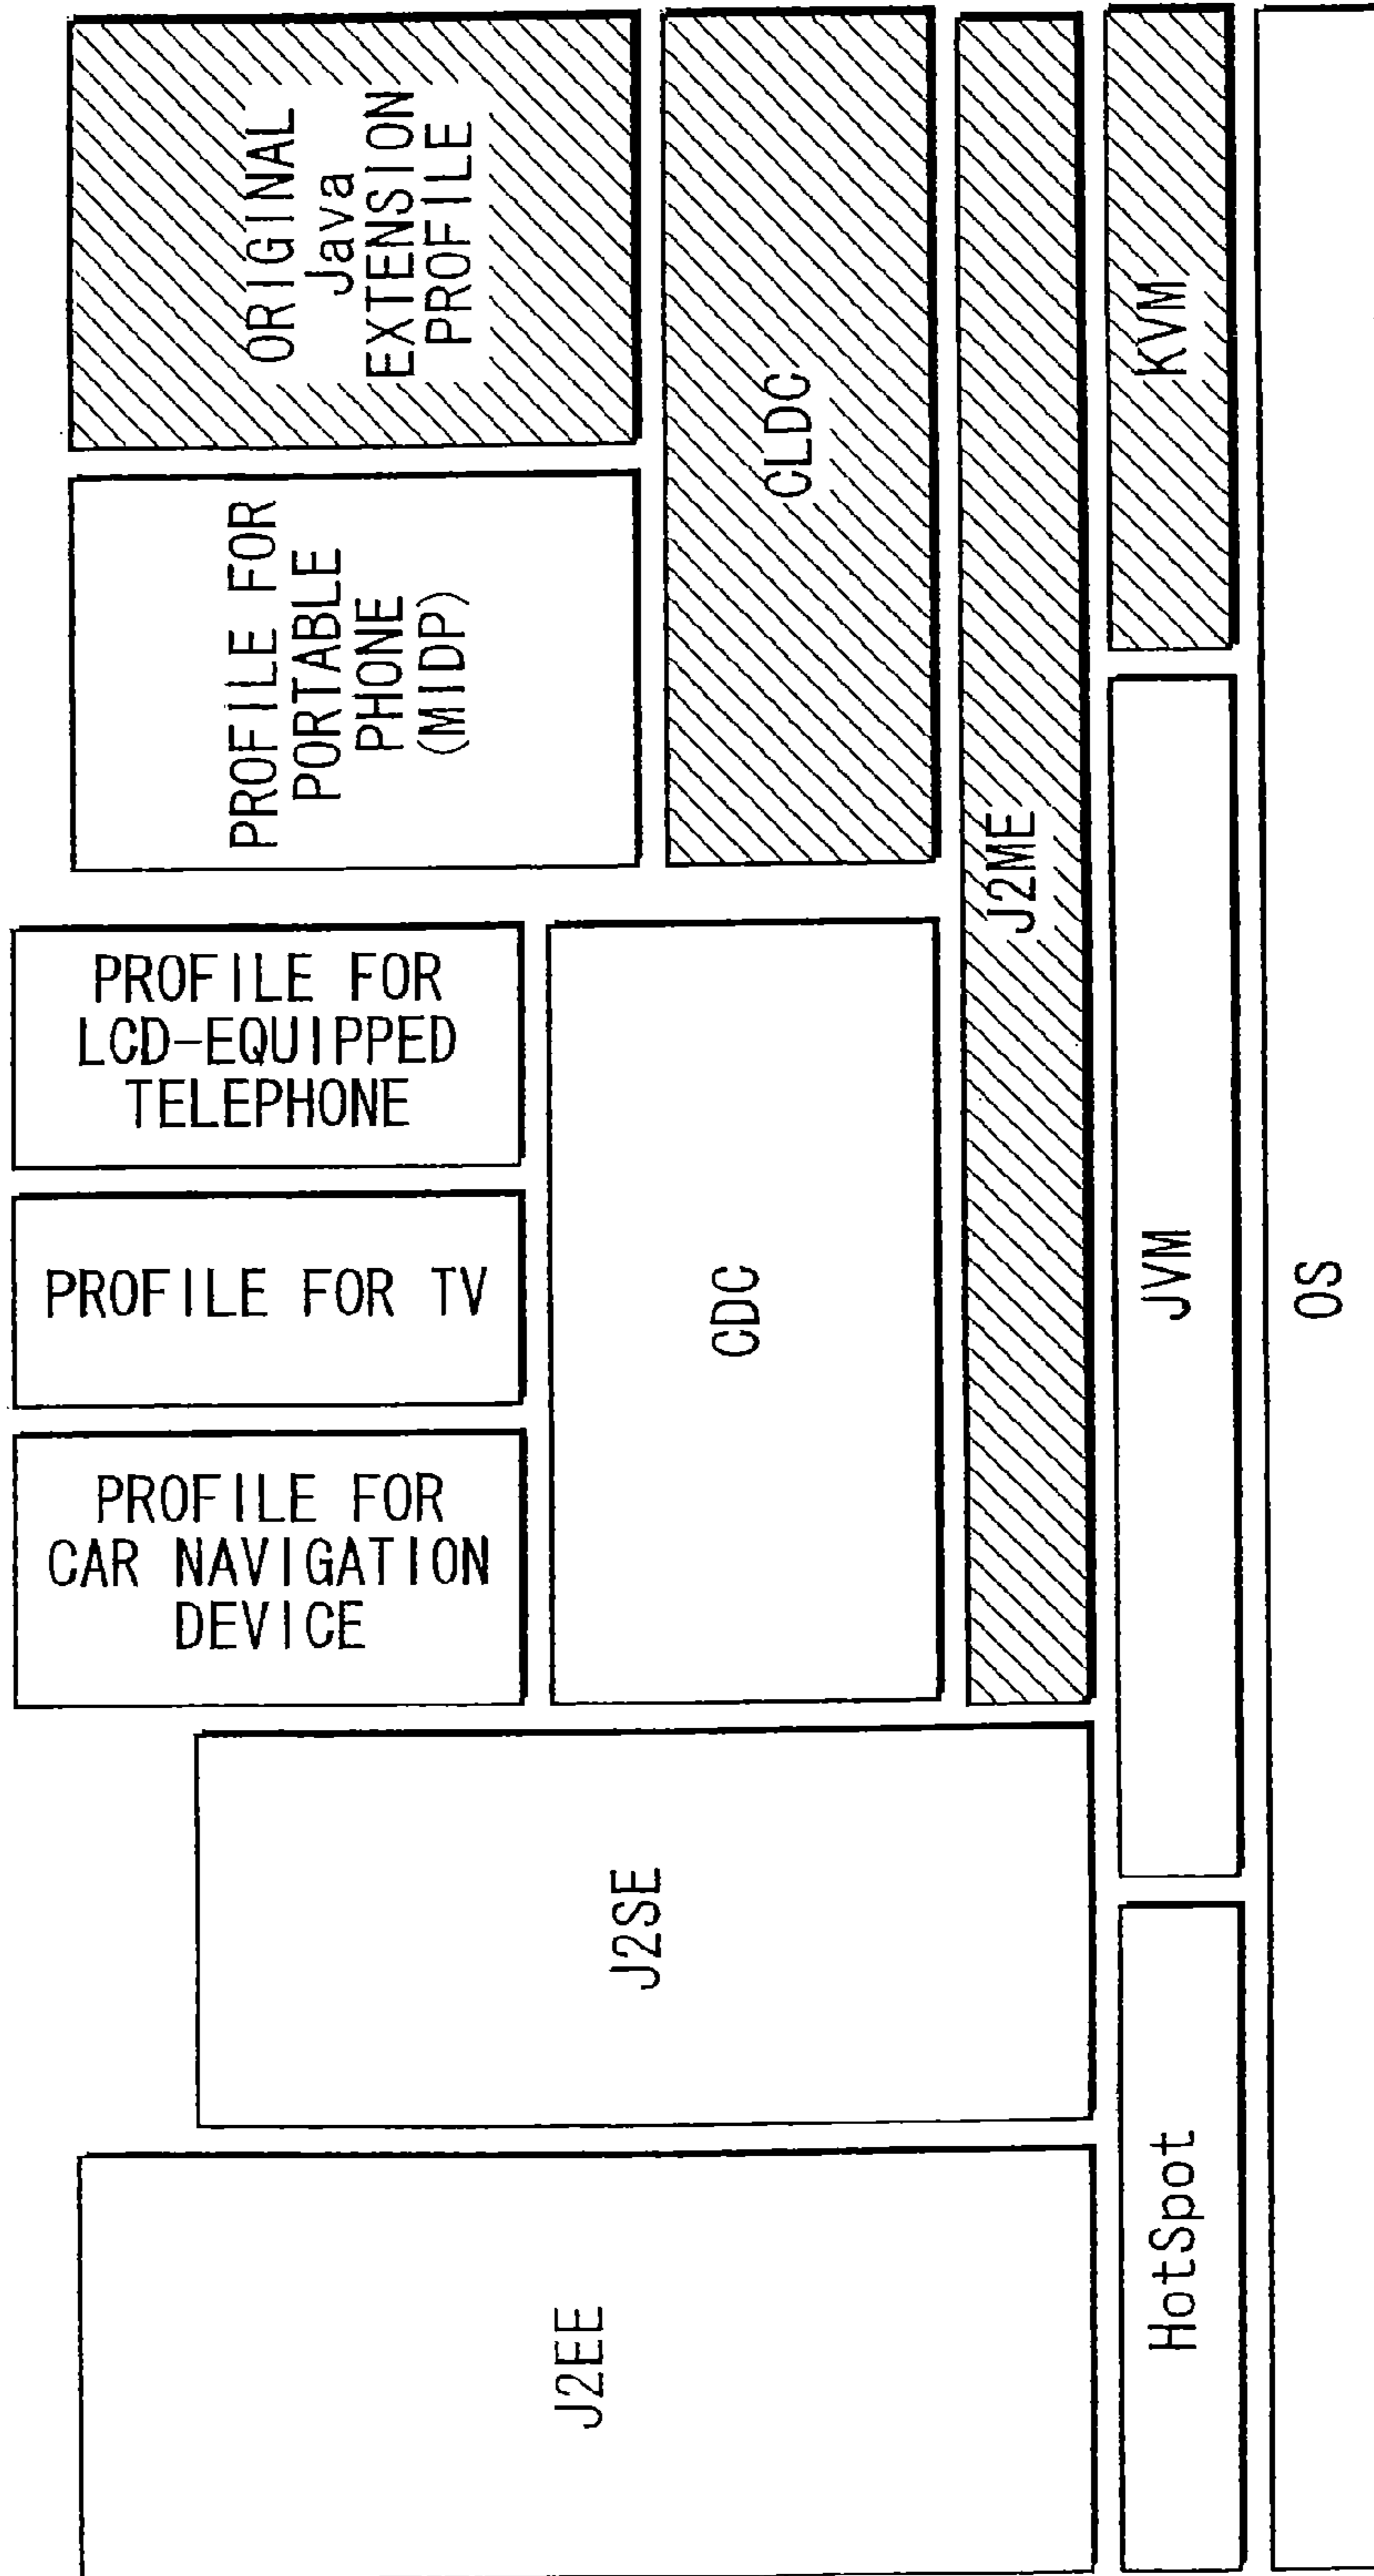 ORIGINAL
Java
EXTENSION
PROFILE
PROFILE FOR
PORTABLE
PHONE
(MIDP)
CLDC
KVM
PROFILE FOR
LCD-EQUIPPED
TELEPHONE
J2ME
PROFILE FOR TV
CDC
JVM
OS
PROFILE FOR
CAR NAVIGATION
DEVICE
J2SE
J2EE
HotSpot